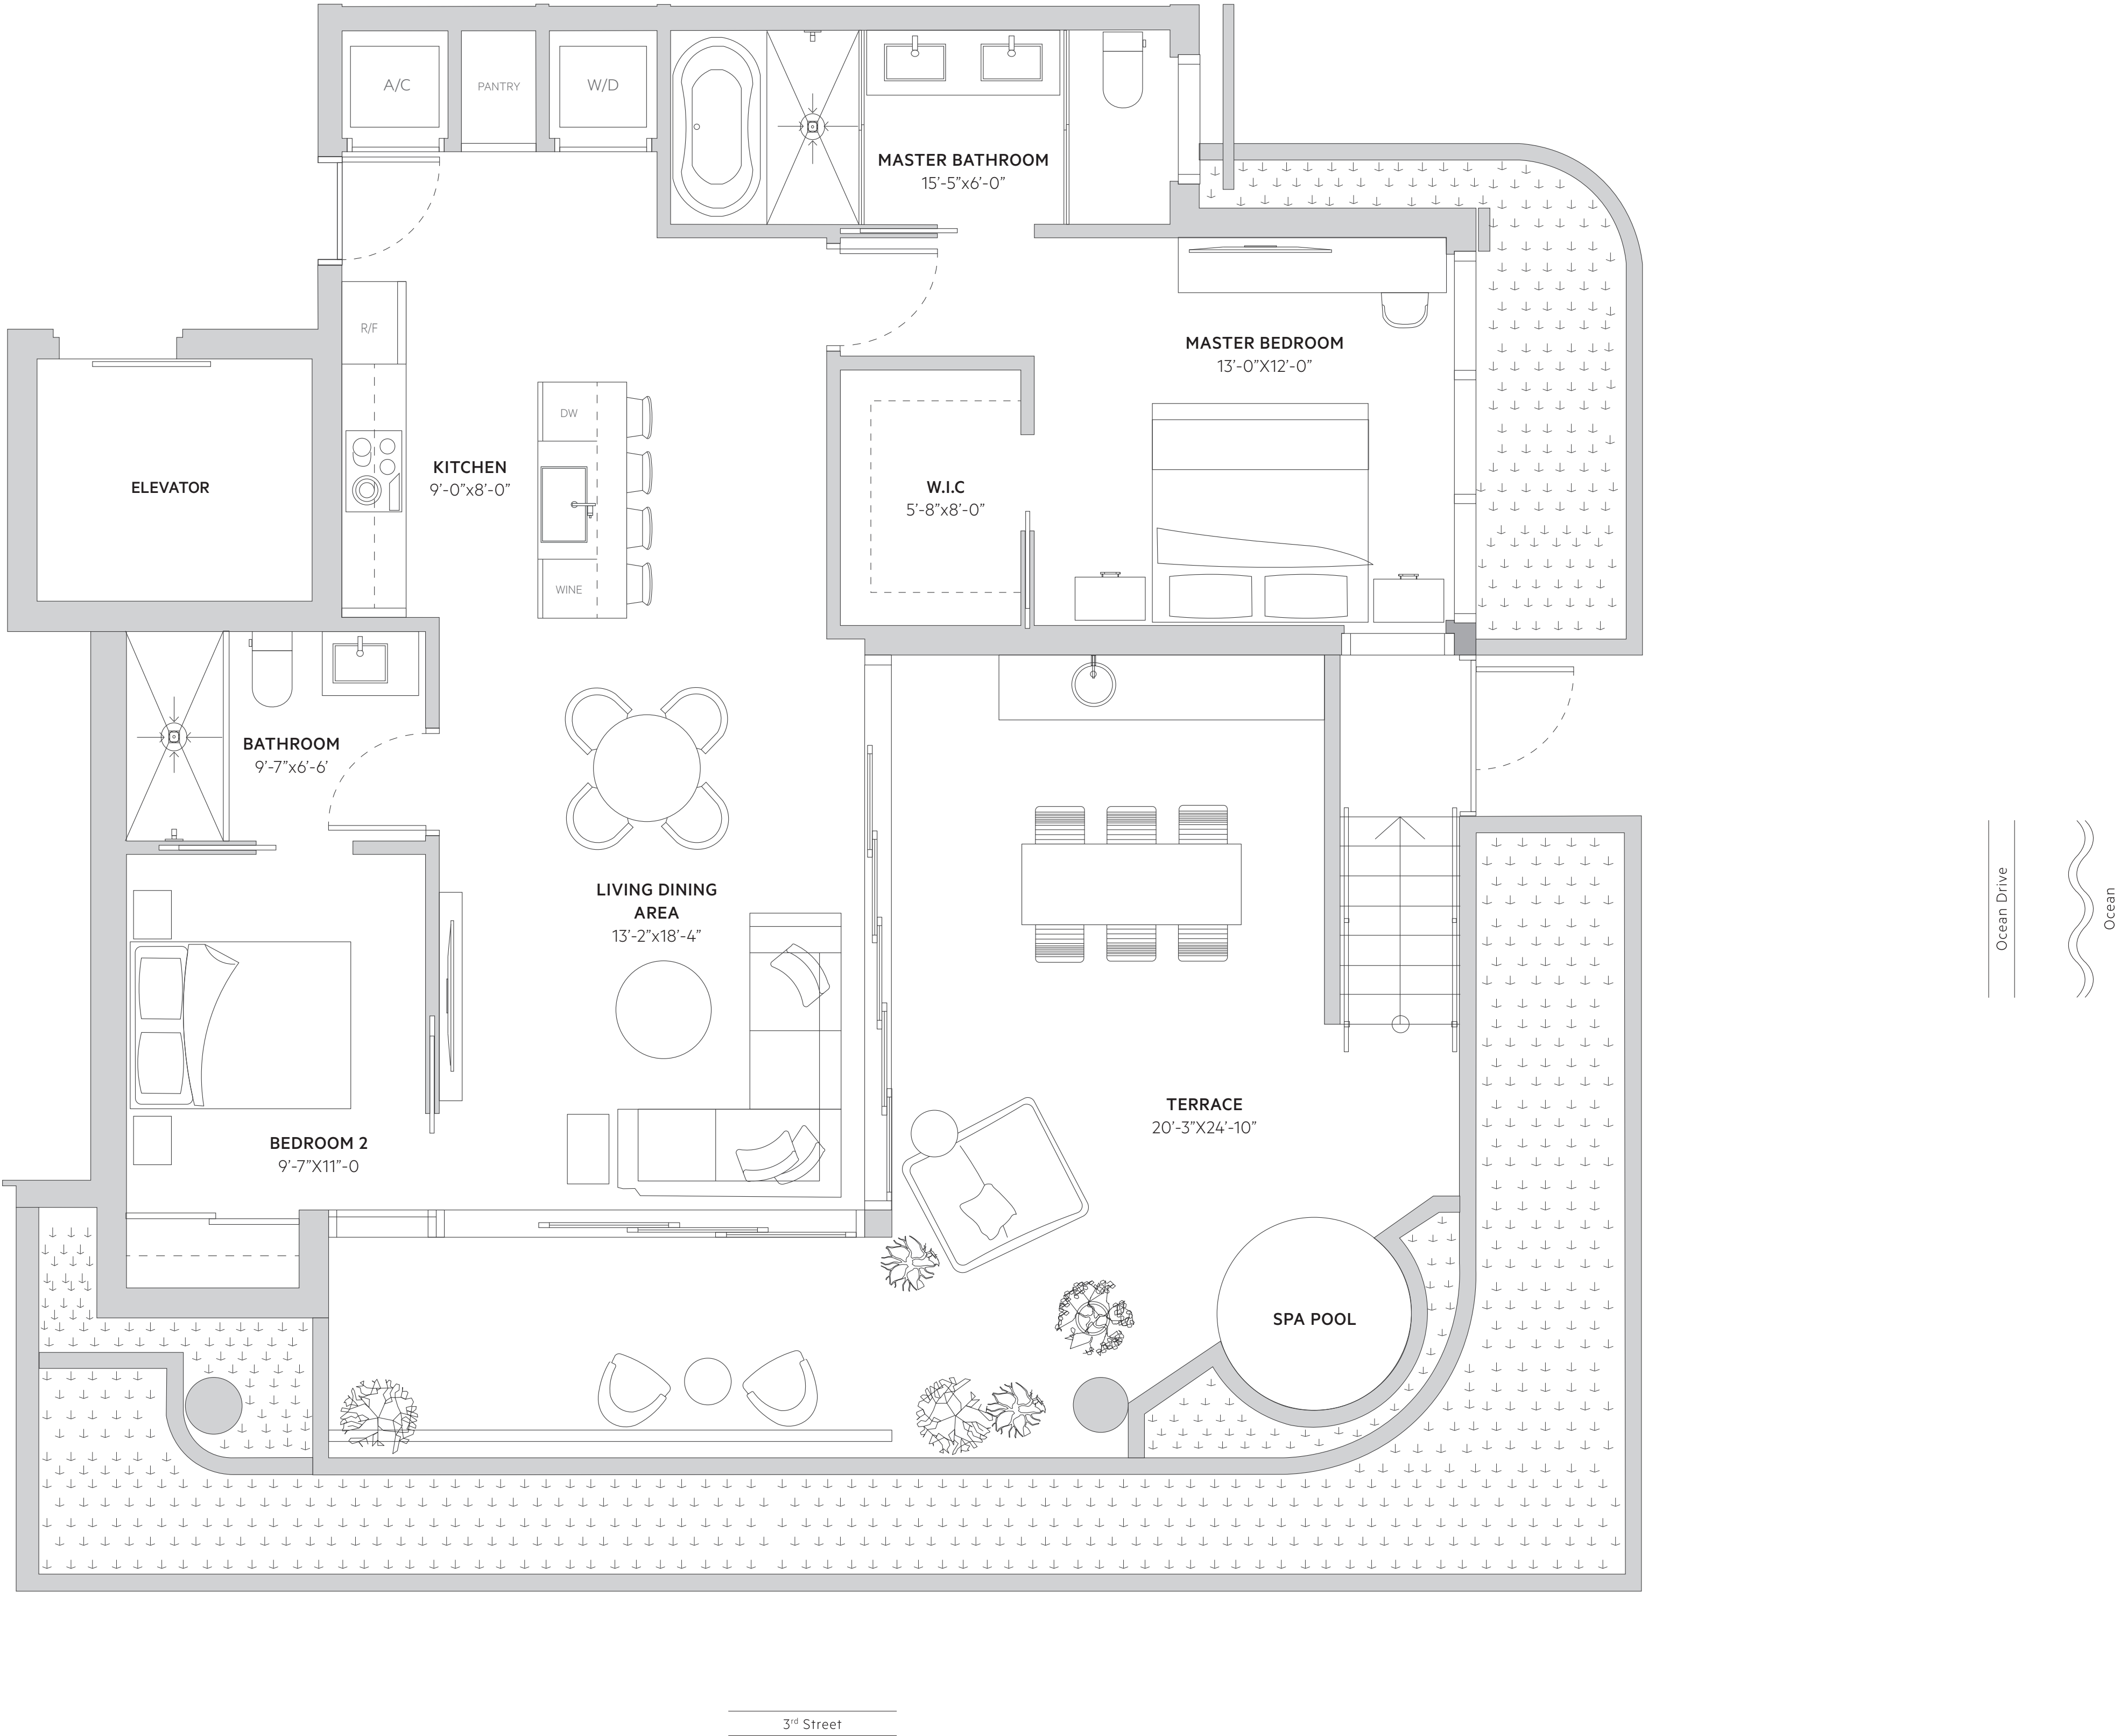 A/C
PANTRY
W/D
MASTER BATHROOM
15’-5”x6’-0”
R/F
MASTER BEDROOM
13’-0”X12’-0”
DW
KITCHEN
9’-0”x8’-0”
ELEVATOR
W.I.C
5’-8”x8’-0”
WINE
BATHROOM
9’-7”x6’-6’
LIVING DINING
AREA
13’-2”x18’-4”
Ocean Drive
Ocean
TERRACE
20’-3”X24’-10”
BEDROOM 2
9’-7”X11”-0
SPA POOL
3rd Street